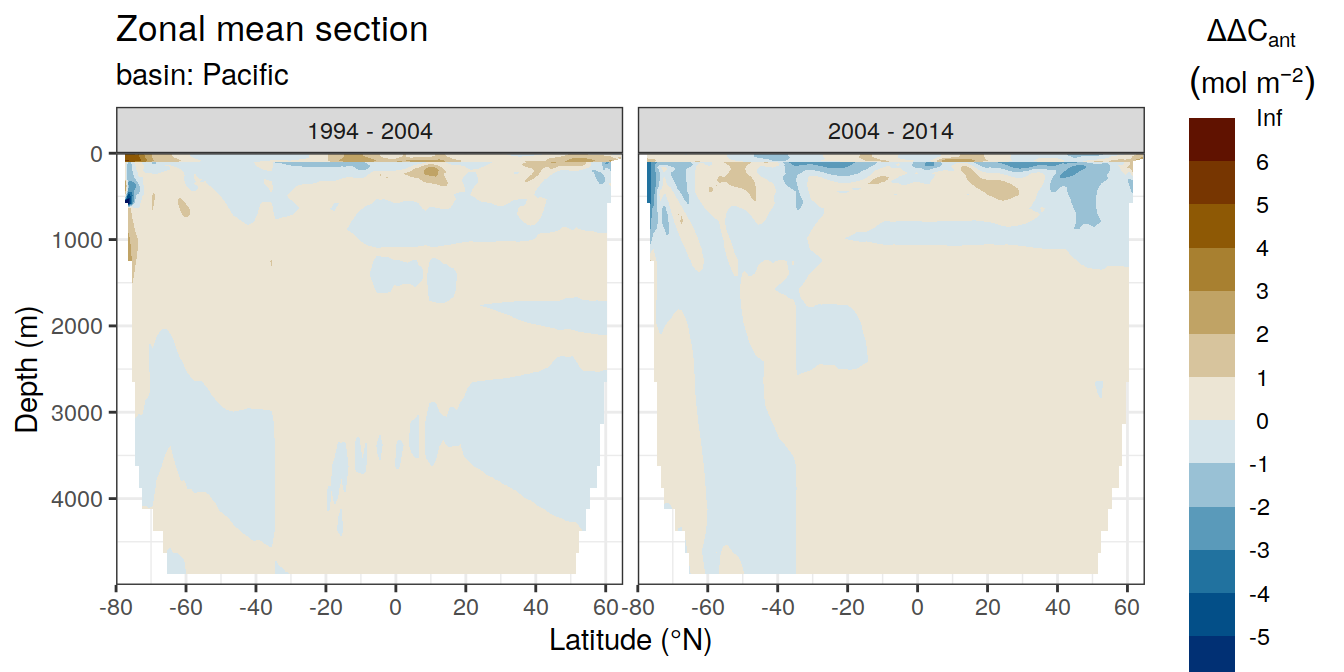 Zonal mean section
basin: Pacific
ΔΔCant
(mol m−2)
1994 - 2004
2004 - 2014
Inf
6
5
4
3
2
1
0
-1
-2
-3
-4
-5
Depth (m)
0
1000
2000
3000
4000
-80 -60 -40 -20 0 20 40 60
-80 -60 -40 -20 0 20 40 60
Latitude (°N)